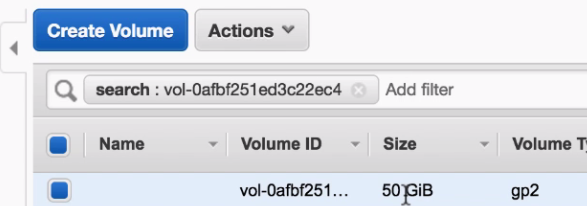 Create Volume Actions
search : vol-0afbf251ed3c22ec4 Add filter
Name Volume ID Size Volume Ty
vol-0afbf251... 50 GiB gp2